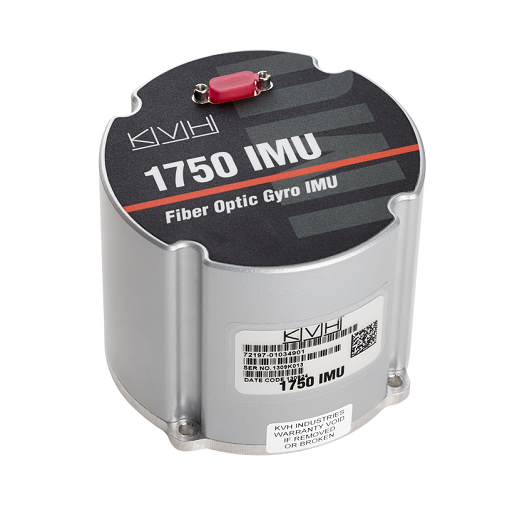 KVH
1750 IMU
Fiber Optic Gyro IMU
IMU
KVH
72197-01034901
SER NO. 1309K013
DATE CODE
1750 IMU
KVH INDUSTRIES
WARRANTY VOID
IF REMOVED
OR BROKEN